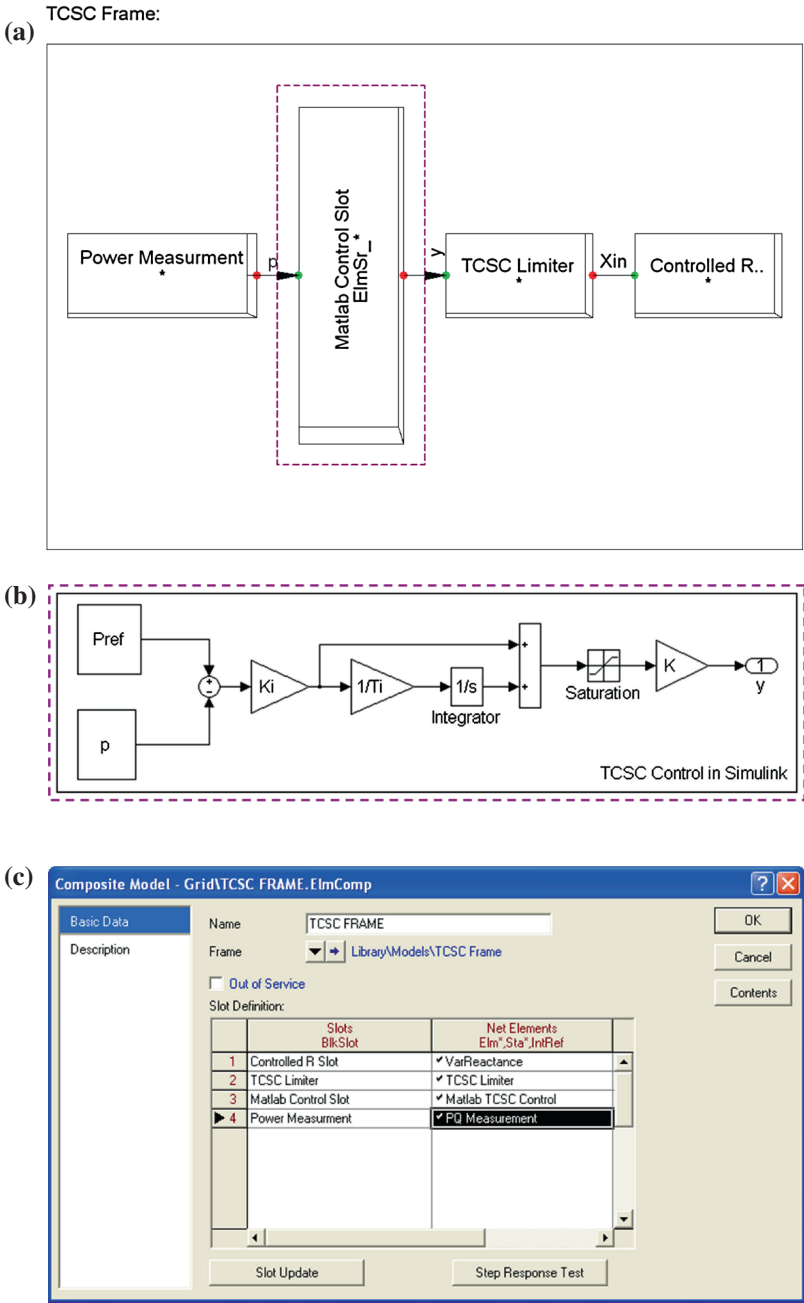 TCSC Frame:
(a)
Power Measurment
*
p
Matlab Control Slot
ElmSr_*
y
TCSC Limiter
*
Xin
Controlled R..
*
(b)
Pref
p
+
-
Ki
1/Ti
1/s
Integrator
+
+
Saturation
K
1
y
TCSC Control in Simulink
(c)
Composite Model - Grid\TCSC FRAME.ElmComp
?
Basic Data
Description
Name
TCSC FRAME
Frame
Library\Models\TCSC Frame
Out of Service
Slot Definition:
Slots
BlkSlot
Net Elements
Elm*,Sta*,IntRef
1 Controlled R Slot VarReactance
2 TCSC Limiter TCSC Limiter
3 Matlab Control Slot Matlab TCSC Control
4 Power Measurment PQ Measurement
Slot Update
Step Response Test
OK
Cancel
Contents